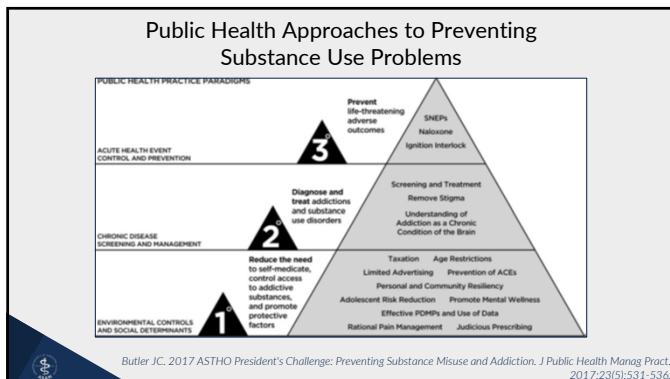 Public Health Approaches to Preventing
Substance Use Problems
PUBLIC HEALTH PRACTICE PARADIGMS
Prevent
life-threatening
adverse
outcomes
3°
ACUTE HEALTH EVENT
CONTROL AND PREVENTION
SNEPs
Naloxone
Ignition Interlock
Diagnose and
treat addictions
and substance
use disorders
2°
CHRONIC DISEASE
SCREENING AND MANAGEMENT
Screening and Treatment
Remove Stigma
Understanding of
Addiction as a Chronic
Condition of the Brain
Reduce the need
to self-medicate,
control access
to addictive
substances,
and promote
protective
factors
1°
ENVIRONMENTAL CONTROLS
AND SOCIAL DETERMINANTS
Taxation Age Restrictions
Limited Advertising Prevention of ACEs
Personal and Community Resiliency
Adolescent Risk Reduction Promote Mental Wellness
Effective PDMPs and Use of Data
Rational Pain Management Judicious Prescribing
Butler JC. 2017 ASTHO President's Challenge: Preventing Substance Misuse and Addiction. J Public Health Manag Pract.
2017;23(5):531-536.